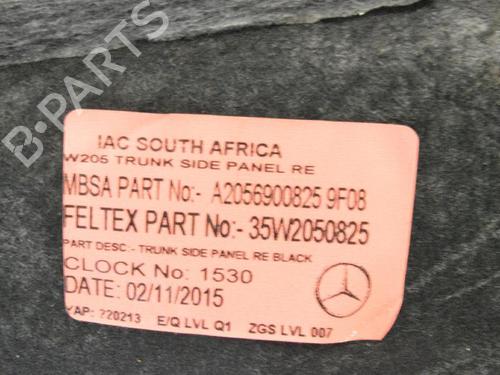 B-PARTS
IAC SOUTH AFRICA
W205 TRUNK SIDE PANEL RE
MBSA PART No:- A2056900825 9F08
FELTEX PART No:- 35W2050825
PART DESC:- TRUNK SIDE PANEL RE BLACK
CLOCK No: 1530
DATE: 02/11/2015
E/Q LVL Q1 ZGS LVL 007